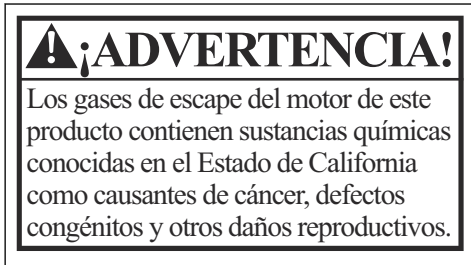 ¡ADVERTENCIA!
Los gases de escape del motor de este
producto contienen sustancias químicas
conocidas en el Estado de California
como causantes de cáncer, defectos
congénitos y otros daños reproductivos.